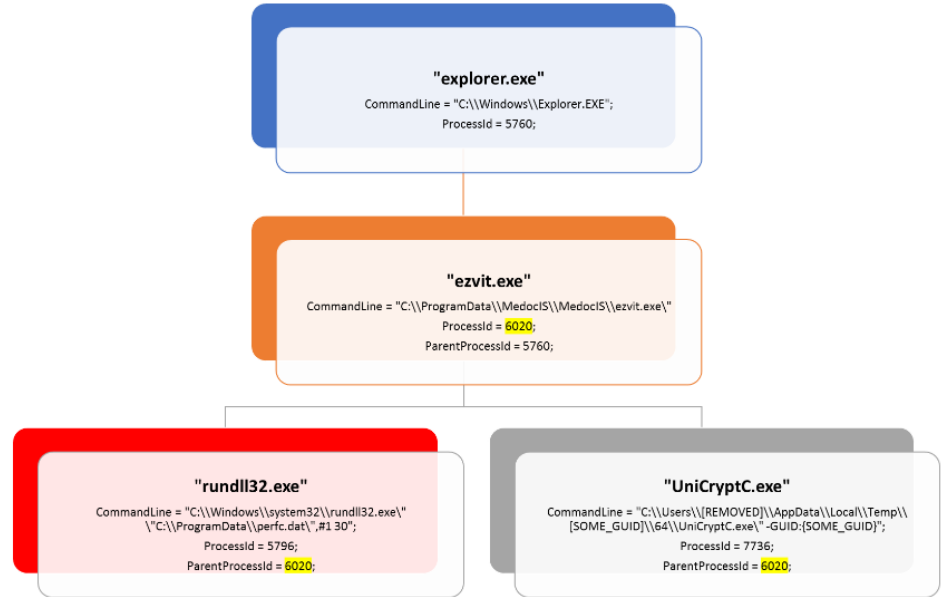 "explorer.exe"
CommandLine = "C:\\Windows\\Explorer.EXE";
ProcessId = 5760;
"ezvit.exe"
CommandLine = "C:\\ProgramData\\MedocIS\\MedocIS\\ezvit.exe\"
ProcessId = 6020;
ParentProcessId = 5760;
"rundll32.exe"
CommandLine = "C:\\Windows\\system32\\rundll32.exe\"
\"C:\\ProgramData\\perfc.dat\",#1 30";
ProcessId = 5796;
ParentProcessId = 6020;
"UniCryptC.exe"
CommandLine = "C:\\Users\\[REMOVED]\\AppData\\Local\\Temp\\
[SOME_GUID]\\64\\UniCryptC.exe\" -GUID:{SOME_GUID}";
ProcessId = 7736;
ParentProcessId = 6020;